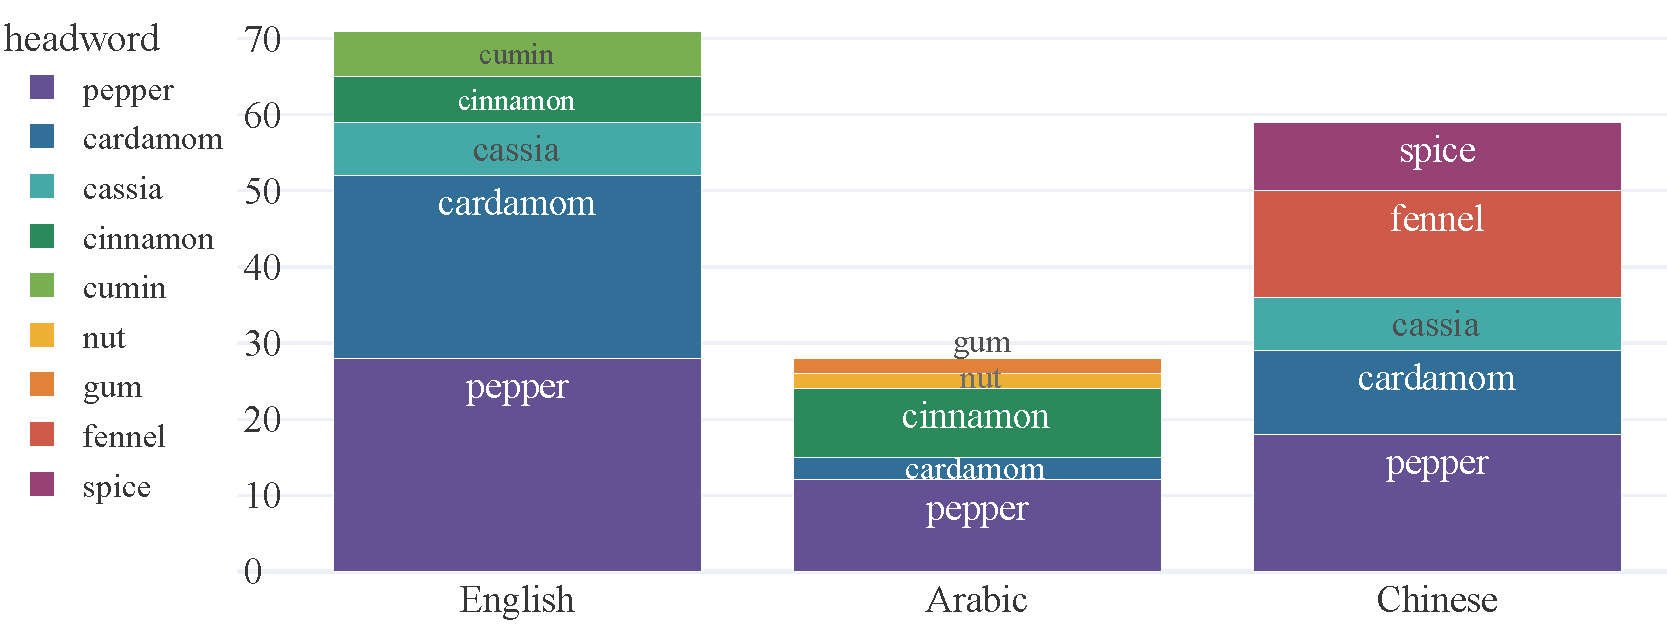 headword
pepper
cardamom
cassia
cinnamon
cumin
nut
gum
fennel
spice
70
60
50
40
30
20
10
0
cumin
cinnamon
cassia
cardamom
pepper
English
gum
nut
cinnamon
cardamom
pepper
Arabic
spice
fennel
cassia
cardamom
pepper
Chinese